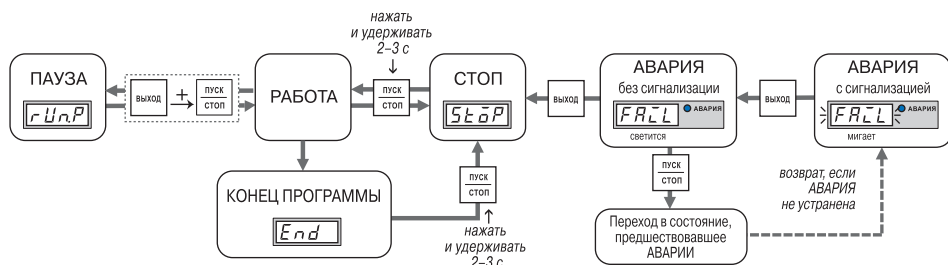 нажать
и удерживать
2–3 с
ПАУЗА
rUn.P
ВЫХОД
+
ПУСК
СТОП
РАБОТА
ПУСК
СТОП
СТОП
StoP
ВЫХОД
АВАРИЯ
без сигнализации
FAiL
АВАРИЯ
светится
ВЫХОД
АВАРИЯ
с сигнализацией
FAiL
АВАРИЯ
мигает
КОНЕЦ ПРОГРАММЫ
End
ПУСК
СТОП
нажать
и удерживать
2–3 с
ПУСК
СТОП
Переход в состояние,
предшествовавшее
АВАРИИ
возврат, если
АВАРИЯ
не устранена